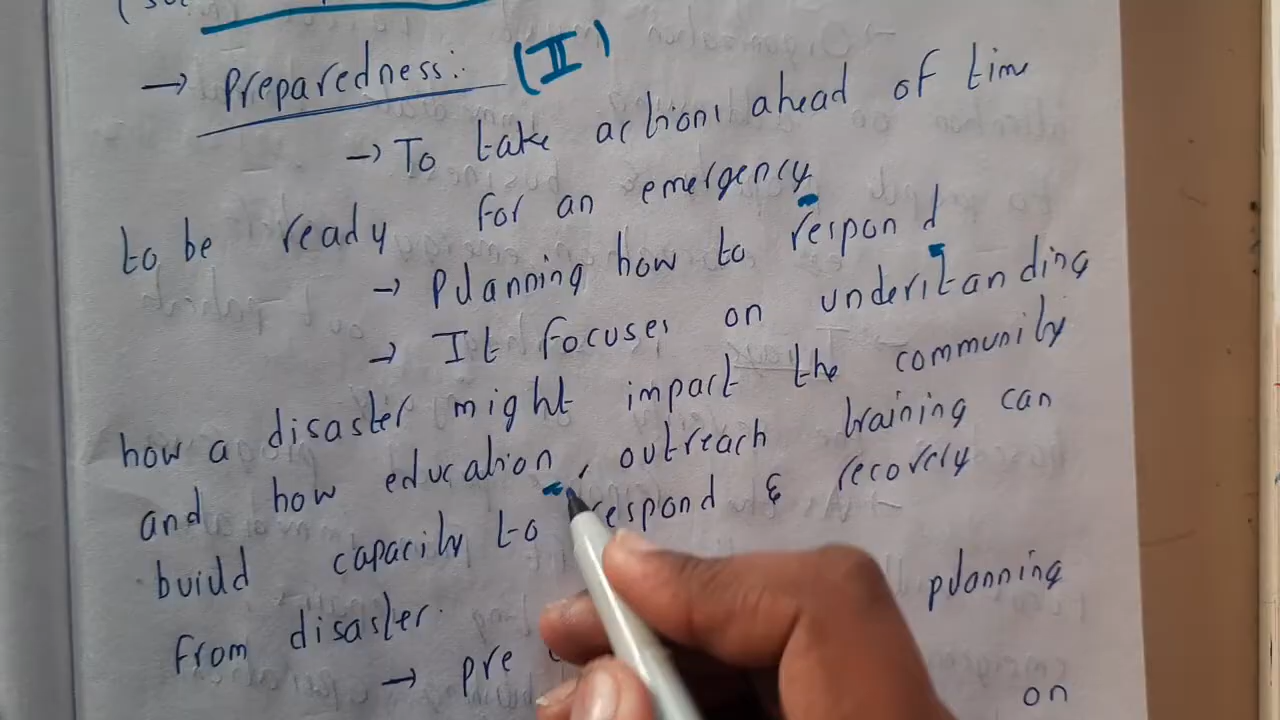 → Preparedness:. (II)
→ To take actions ahead of time
to be ready for an emergency
→ Planning how to respond
→ It focuses on understanding
how a disaster might impact the community
and how education, outreach training can
build capacity to respond & recovery
from disaster.
→ pre planning
on